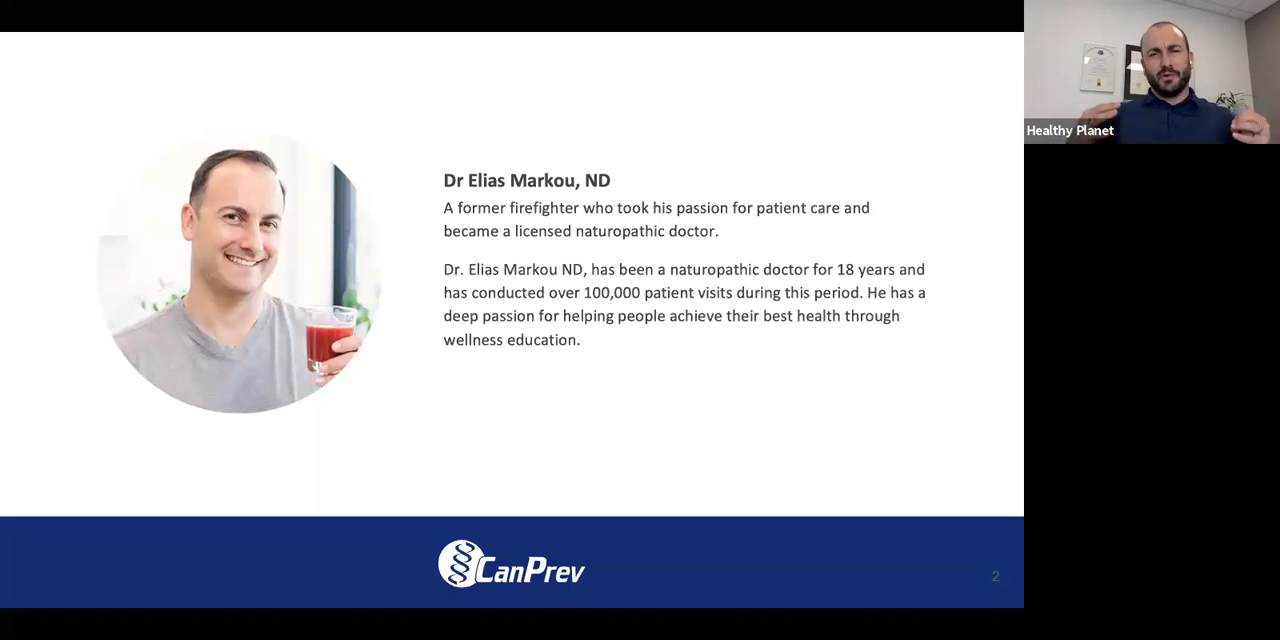 Healthy Planet
Dr Elias Markou, ND
A former firefighter who took his passion for patient care and
became a licensed naturopathic doctor.
Dr. Elias Markou ND, has been a naturopathic doctor for 18 years and
has conducted over 100,000 patient visits during this period. He has a
deep passion for helping people achieve their best health through
wellness education.
CanPrev
2